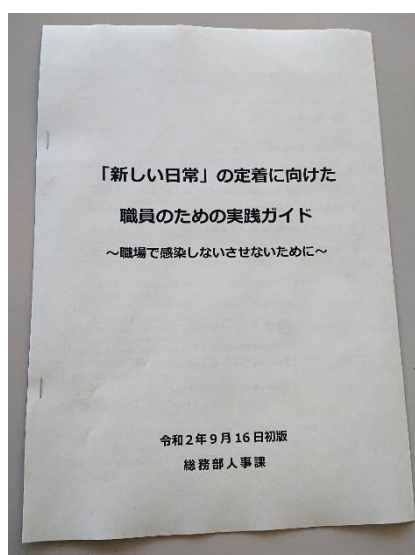 「新しい日常」の定着に向けた
職員のための実践ガイド
～職場で感染しないさせないために～
令和２年９月16日初版
総務部人事課